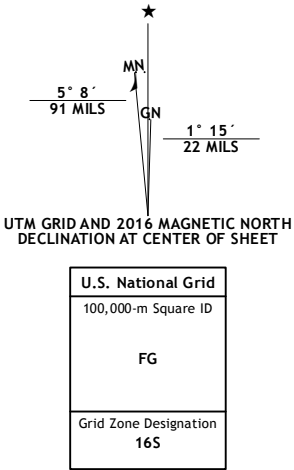 ★
MN
5° 8´
91 MILS
GN
1° 15´
22 MILS
UTM GRID AND 2016 MAGNETIC NORTH
DECLINATION AT CENTER OF SHEET
U.S. National Grid
100,000-m Square ID
FG
Grid Zone Designation
16S